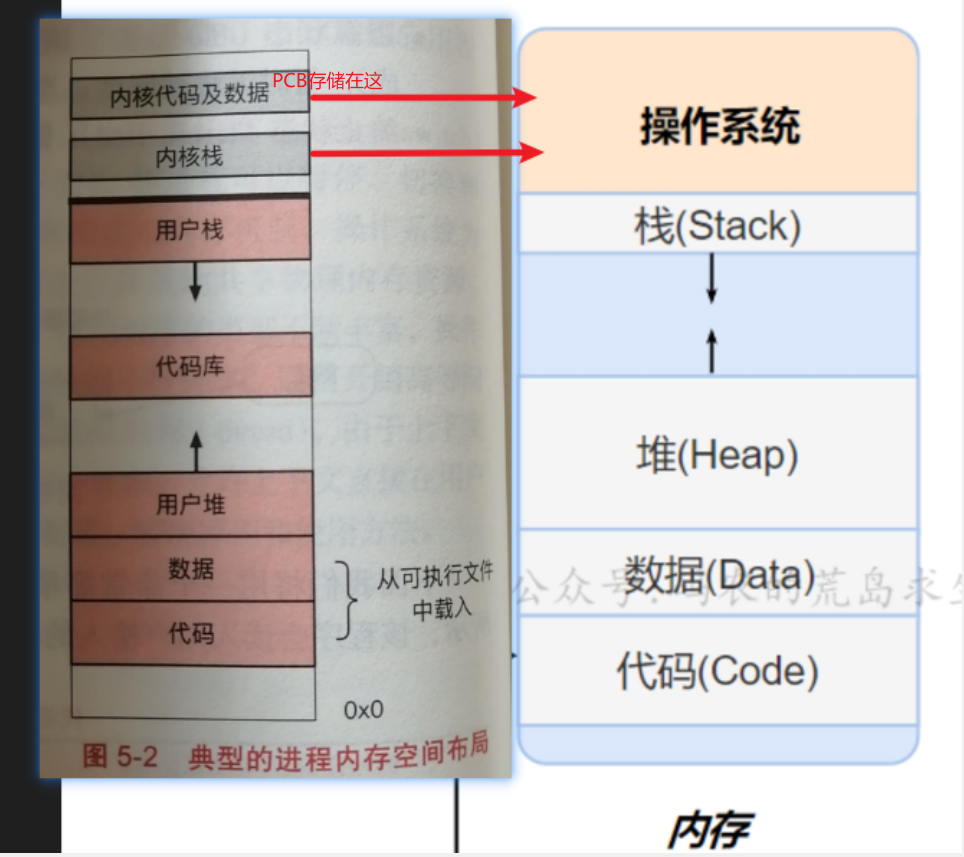 PCB存储在这
内核代码及数据
内核栈
用户栈
代码库
用户堆
数据
代码
从可执行文件
中载入
0x0
图 5-2 典型的进程内存空间布局
操作系统
栈(Stack)
堆(Heap)
数据(Data)
公众号:码农的荒岛求生
代码(Code)
内存